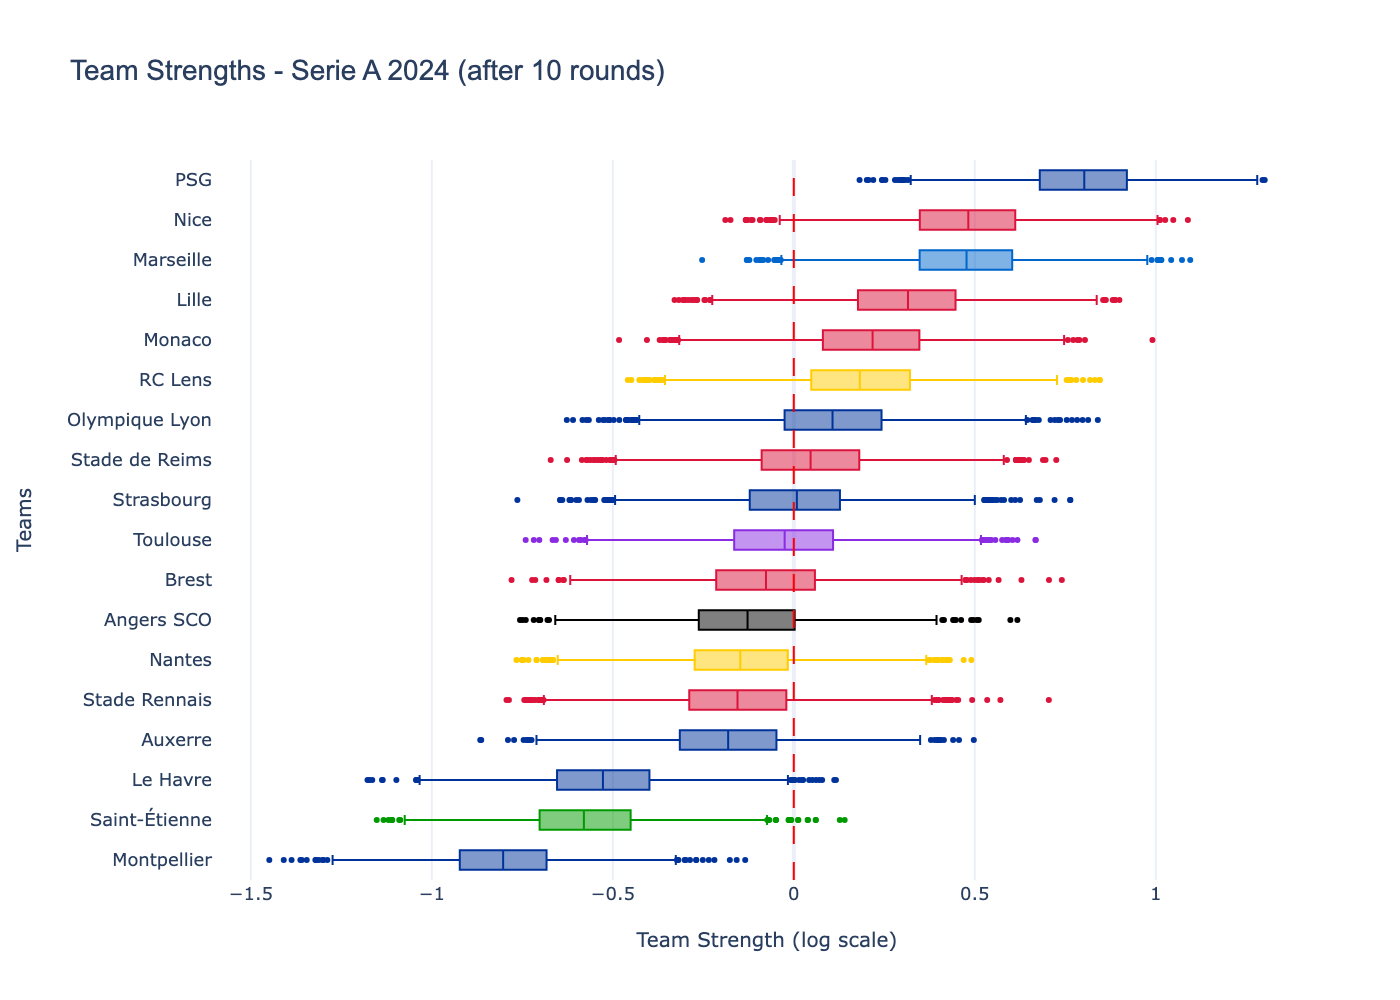 Team Strengths - Serie A 2024 (after 10 rounds)
PSG
Nice
Marseille
Lille
Monaco
RC Lens
Olympique Lyon
Stade de Reims
Strasbourg
Toulouse
Brest
Angers SCO
Nantes
Stade Rennais
Auxerre
Le Havre
Saint-Étienne
Montpellier
Teams
−1.5 −1 −0.5 0 0.5 1
Team Strength (log scale)